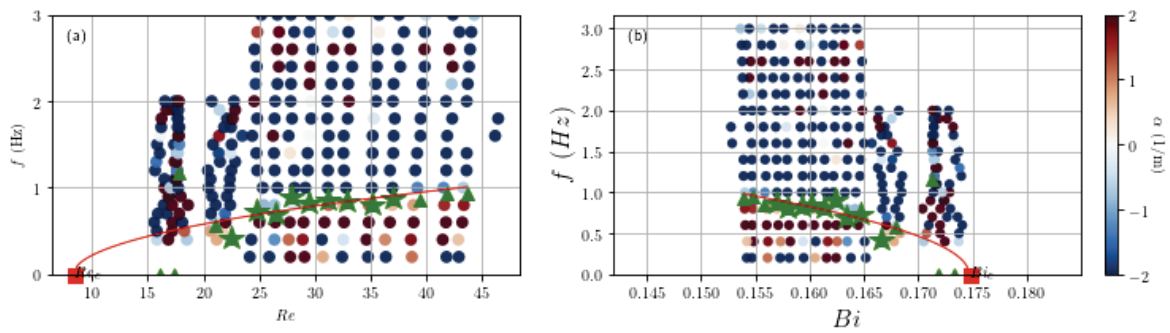 (a)
3
2
1
0
f (Hz)
10 15 20 25 30 35 40 45
Re
Re_c
(b)
3.0
2.5
2.0
1.5
1.0
0.5
0.0
f (Hz)
0.145 0.150 0.155 0.160 0.165 0.170 0.175 0.180
Bi
Bi_c
2
1
0
−1
−2
α (1/m)